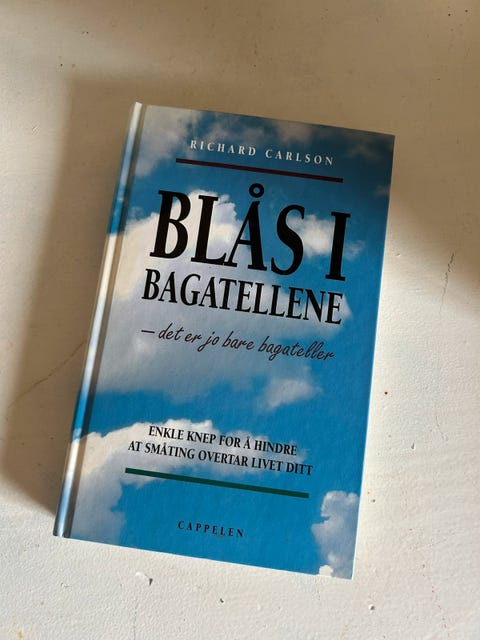 RICHARD CARLSON
BLÅS I
BAGATELLENE
– det er jo bare bagateller
ENKLE KNEP FOR Å HINDRE
AT SMÅTING OVERTAR LIVET DITT
CAPPELEN